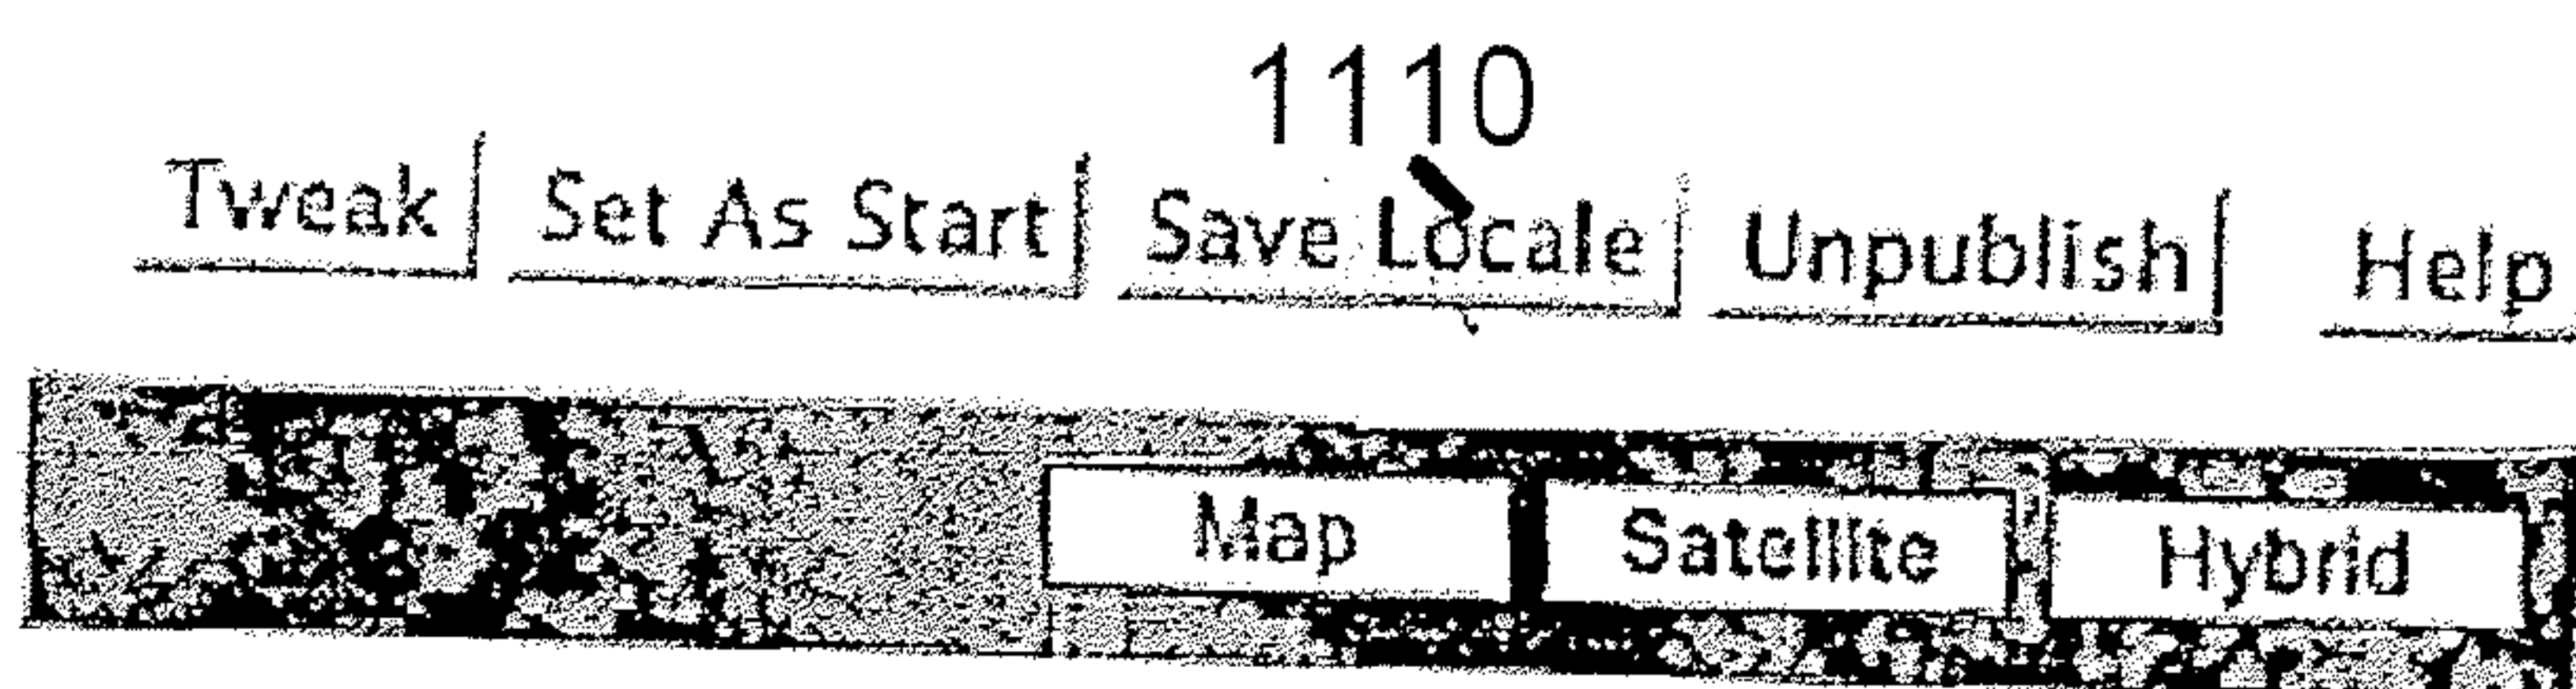 1110
Tweak Set As Start Save Locale Unpublish Help
Map Satellite Hybrid